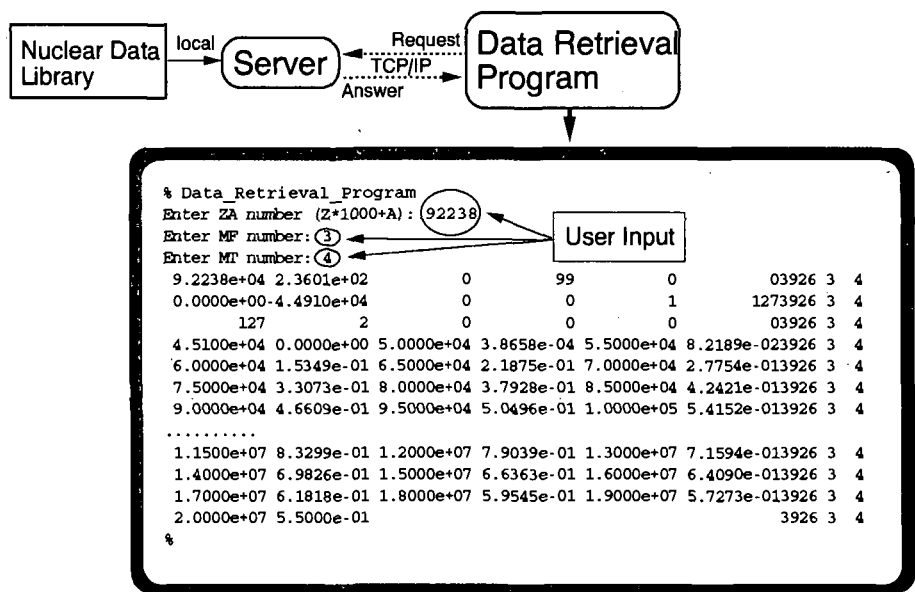 Nuclear Data
Library
local
Server
Request
TCP/IP
Answer
Data Retrieval
Program
% Data_Retrieval_Program
Enter ZA number (Z*1000+A): 92238
Enter MF number: 3
Enter MT number: 4
User Input
9.2238e+04 2.3601e+02 0 99 0 03926 3 4
0.0000e+00-4.4910e+04 0 0 1 1273926 3 4
127 2 0 0 0 03926 3 4
4.5100e+04 0.0000e+00 5.0000e+04 3.8658e-04 5.5000e+04 8.2189e-023926 3 4
6.0000e+04 1.5349e-01 6.5000e+04 2.1875e-01 7.0000e+04 2.7754e-013926 3 4
7.5000e+04 3.3073e-01 8.0000e+04 3.7928e-01 8.5000e+04 4.2421e-013926 3 4
9.0000e+04 4.6609e-01 9.5000e+04 5.0496e-01 1.0000e+05 5.4152e-013926 3 4
..........
1.1500e+07 8.3299e-01 1.2000e+07 7.9039e-01 1.3000e+07 7.1594e-013926 3 4
1.4000e+07 6.9826e-01 1.5000e+07 6.6363e-01 1.6000e+07 6.4090e-013926 3 4
1.7000e+07 6.1818e-01 1.8000e+07 5.9545e-01 1.9000e+07 5.7273e-013926 3 4
2.0000e+07 5.5000e-01 3926 3 4
%